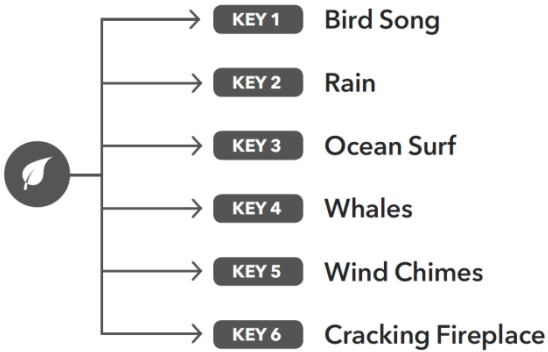 KEY 1 Bird Song
KEY 2 Rain
KEY 3 Ocean Surf
KEY 4 Whales
KEY 5 Wind Chimes
KEY 6 Cracking Fireplace